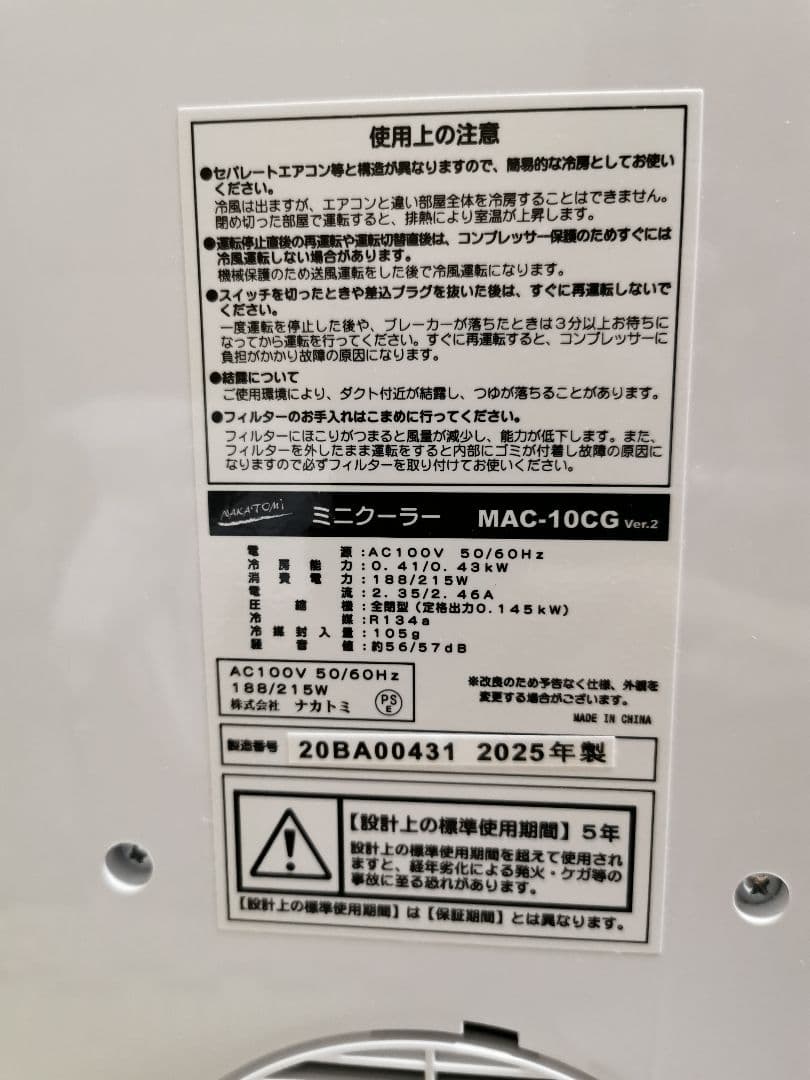 使用上の注意
●セパレートエアコン等と構造が異なりますので、簡易的な冷房としてお使い
ください。
冷風は出ますが、エアコンと違い部屋全体を冷房することはできません。
閉め切った部屋で運転すると、排熱により室温が上昇します。
●運転停止直後の再運転や運転切替直後は、コンプレッサー保護のためすぐには
冷風運転しない場合があります。
機械保護のため送風運転をした後で冷風運転になります。
●スイッチを切ったときや差込プラグを抜いた後は、すぐに再運転しないで
ください。
一度運転を停止した後や、ブレーカーが落ちたときは3分以上お待ちに
なってから運転を行ってください。すぐに再運転すると、コンプレッサーに
負担がかかり故障の原因になります。
●結露について
ご使用環境により、ダクト付近が結露し、つゆが落ちることがあります。
●フィルターのお手入れはこまめに行ってください。
フィルターにほこりがつまると風量が減少し、能力が低下します。また、
フィルターを外したまま運転をすると内部にゴミが付着し故障の原因に
なりますので必ずフィルターを取り付けてお使いください。
NAKATOMI ミニクーラー MAC-10CG Ver.2
電源:AC100V 50/60Hz
冷房能力:0.41/0.43kW
消費電力:188/215W
電流:2.35/2.46A
圧縮機:全閉型(定格出力0.145kW)
冷媒:R134a
冷媒封入量:105g
騒音値:約56/57dB
AC100V 50/60Hz
188/215W
株式会社 ナカトミ
PS
E
※改良のため予告なく仕様、外観を
変更する場合がございます。
MADE IN CHINA
製造番号 20BA00431 2025年製
【設計上の標準使用期間】5年
設計上の標準使用期間を超えて使用され
ますと、経年劣化による発火・ケガ等の
事故に至る恐れがあります。
【設計上の標準使用期間】は【保証期間】とは異なります。